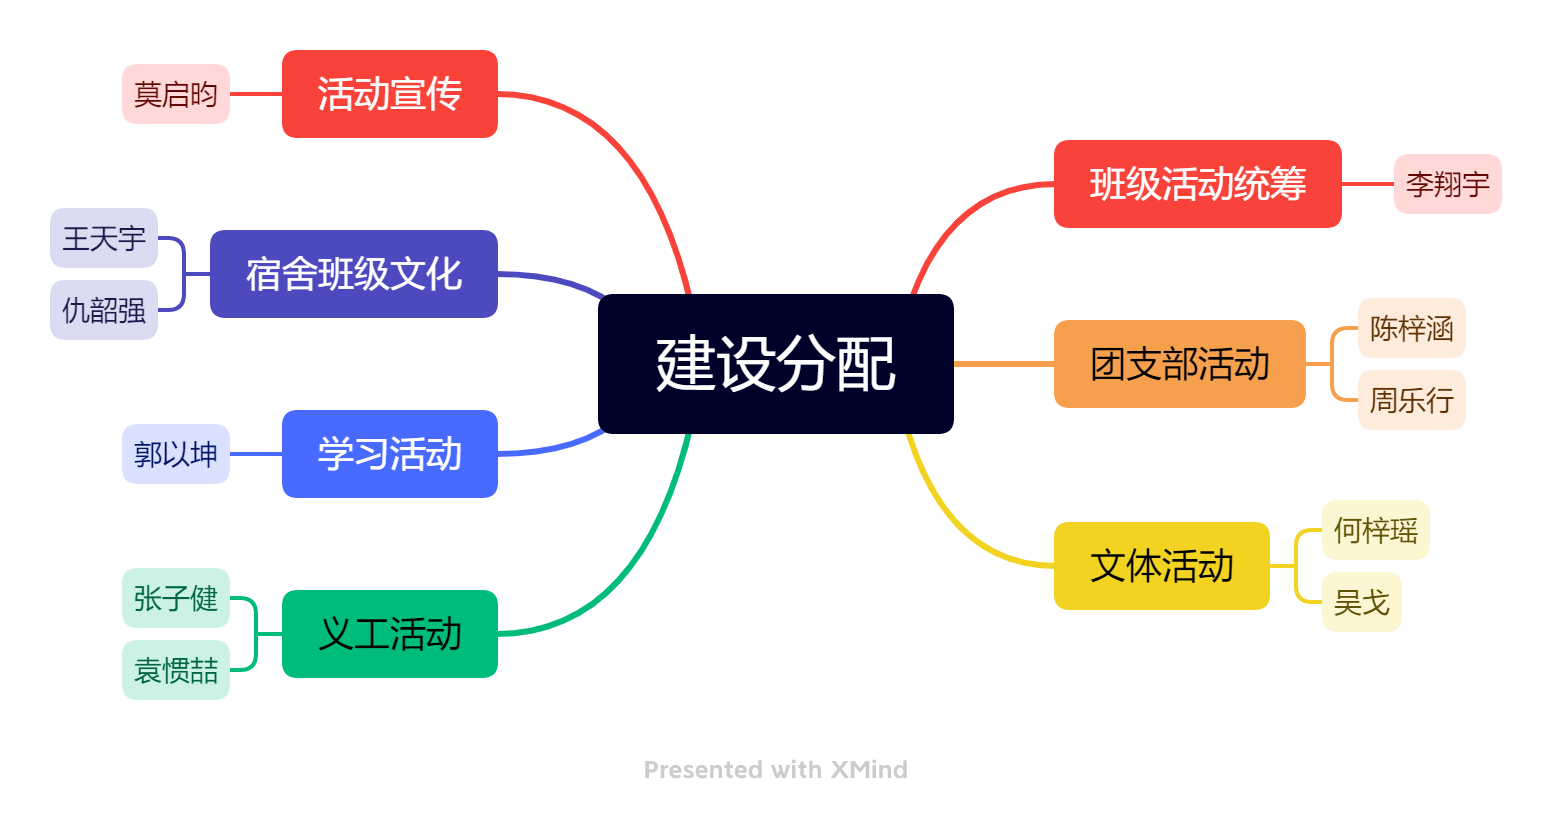 活动宣传
莫启昀
班级活动统筹
李翔宇
王天宇
宿舍班级文化
仇韶强
建设分配
团支部活动
陈梓涵
周乐行
学习活动
郭以坤
文体活动
何梓瑶
吴戈
义工活动
张子健
袁惯喆
Presented with XMind